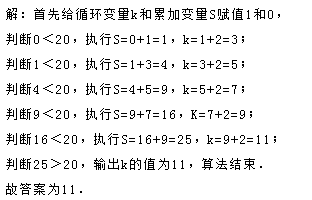 解：首先给循环变量k和累加变量S赋值1和0，
判断0＜20，执行S=0+1=1，k=1+2=3；
判断1＜20，执行S=1+3=4，k=3+2=5；
判断4＜20，执行S=4+5=9，k=5+2=7；
判断9＜20，执行S=9+7=16，K=7+2=9；
判断16＜20，执行S=16+9=25，k=9+2=11；
判断25＞20，输出k的值为11，算法结束．
故答案为11．